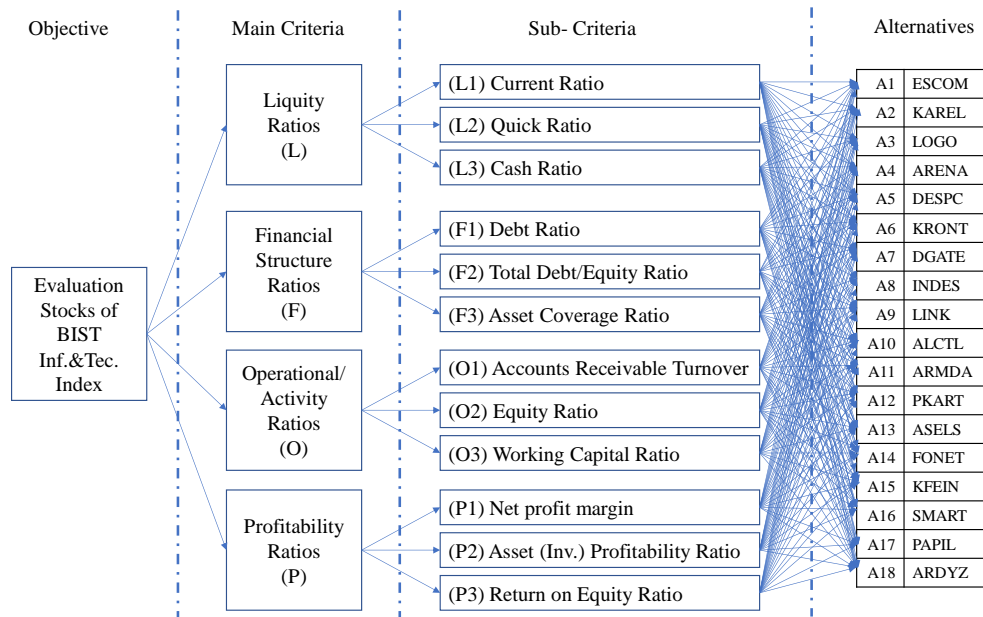 Objective
Main Criteria
Sub- Criteria
Alternatives
Evaluation
Stocks of
BIST
Inf.&Tec.
Index
Liquity
Ratios
(L)
Financial
Structure
Ratios
(F)
Operational/
Activity
Ratios
(O)
Profitability
Ratios
(P)
(L1) Current Ratio
(L2) Quick Ratio
(L3) Cash Ratio
(F1) Debt Ratio
(F2) Total Debt/Equity Ratio
(F3) Asset Coverage Ratio
(O1) Accounts Receivable Turnover
(O2) Equity Ratio
(O3) Working Capital Ratio
(P1) Net profit margin
(P2) Asset (Inv.) Profitability Ratio
(P3) Return on Equity Ratio
A1 ESCOM
A2 KAREL
A3 LOGO
A4 ARENA
A5 DESPC
A6 KRONT
A7 DGATE
A8 INDES
A9 LINK
A10 ALCTL
A11 ARMDA
A12 PKART
A13 ASELS
A14 FONET
A15 KFEIN
A16 SMART
A17 PAPIL
A18 ARDYZ